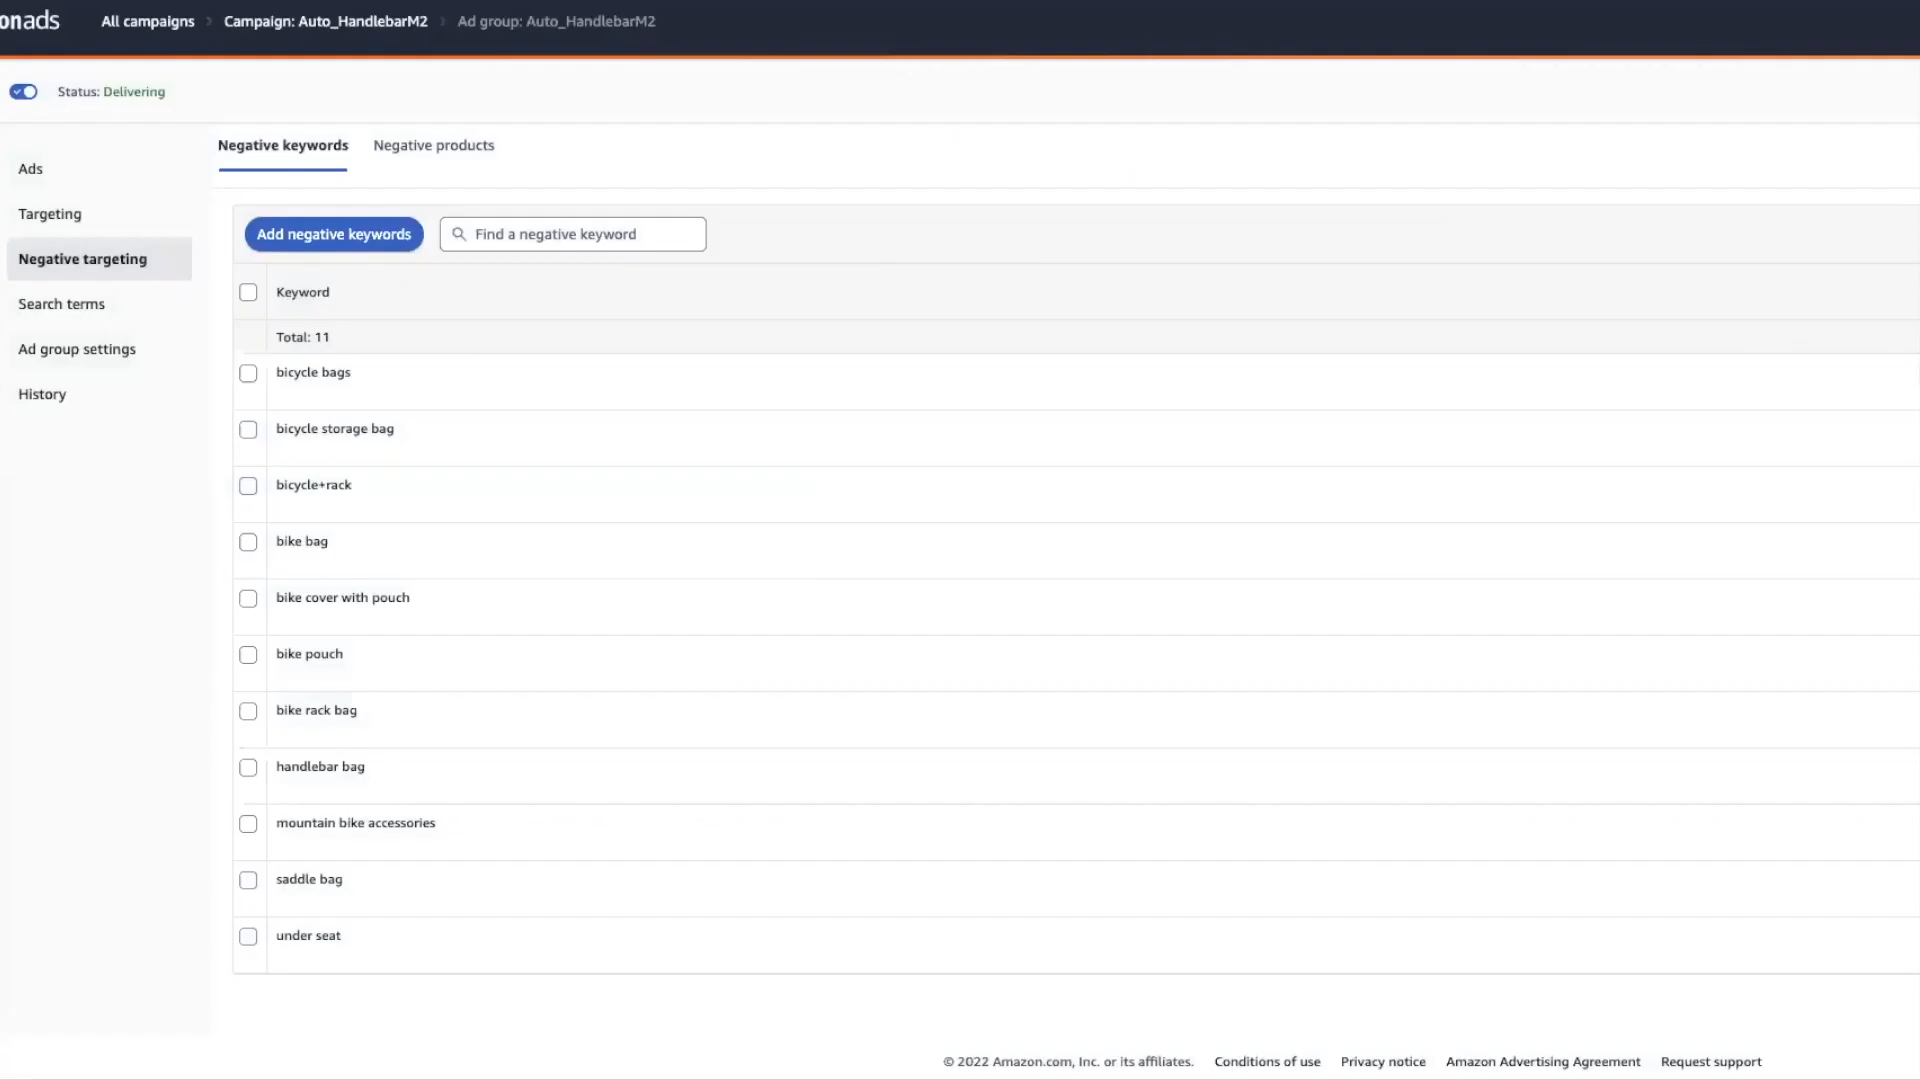 onads All campaigns Campaign: Auto_HandlebarM2 Ad group: Auto_HandlebarM2
Status: Delivering
Ads
Targeting
Negative targeting
Search terms
Ad group settings
History
Negative keywords Negative products
Add negative keywords Find a negative keyword
Keyword
Total: 11
bicycle bags
bicycle storage bag
bicycle+rack
bike bag
bike cover with pouch
bike pouch
bike rack bag
handlebar bag
mountain bike accessories
saddle bag
under seat
© 2022 Amazon.com, Inc. or its affiliates. Conditions of use Privacy notice Amazon Advertising Agreement Request support